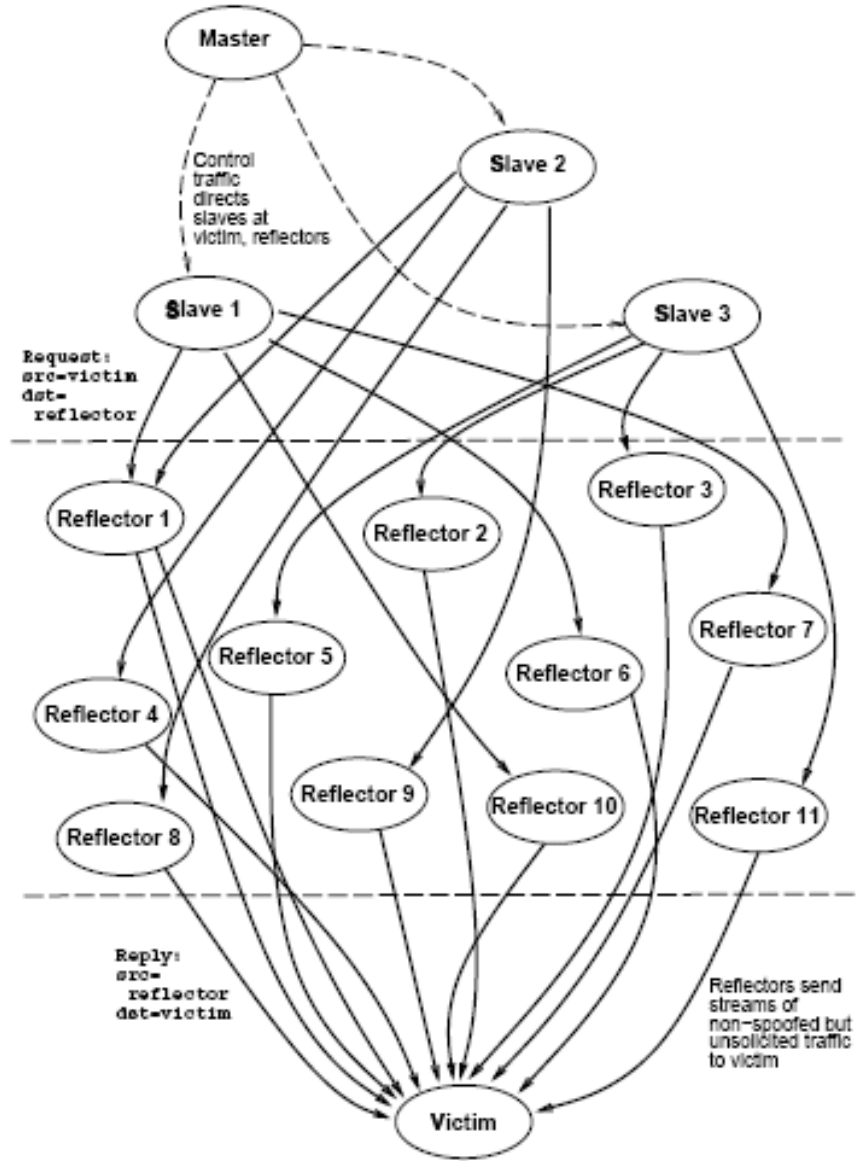 Master
Slave 2
Control
traffic
directs
slaves at
victim, reflectors
Slave 1
Slave 3
Request:
src=victim
dst=
reflector
Reflector 1
Reflector 2
Reflector 3
Reflector 4
Reflector 5
Reflector 6
Reflector 7
Reflector 8
Reflector 9
Reflector 10
Reflector 11
Reply:
src=
reflector
dst=victim
Reflectors send
streams of
non-spoofed but
unsolicited traffic
to victim
Victim